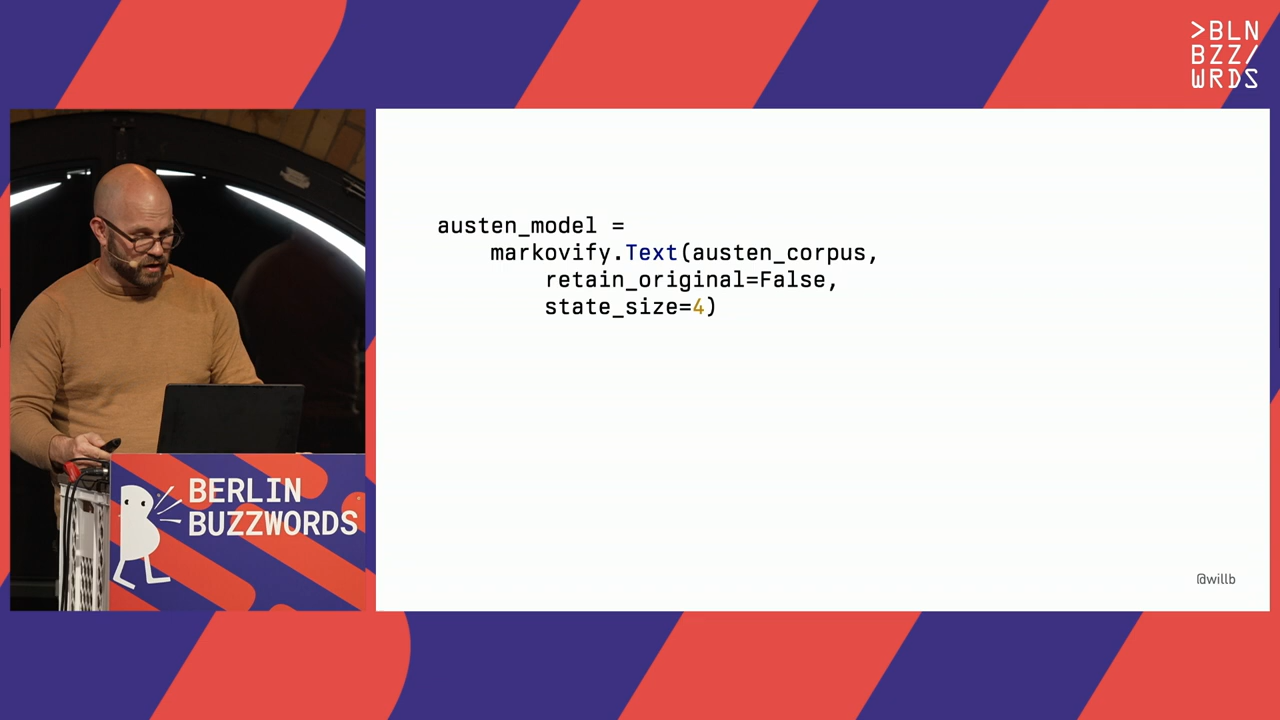 >BLN
BZZ/
WRDS
austen_model =
markovify.Text(austen_corpus,
retain_original=False,
state_size=4)
BERLIN
BUZZWORDS
@willb